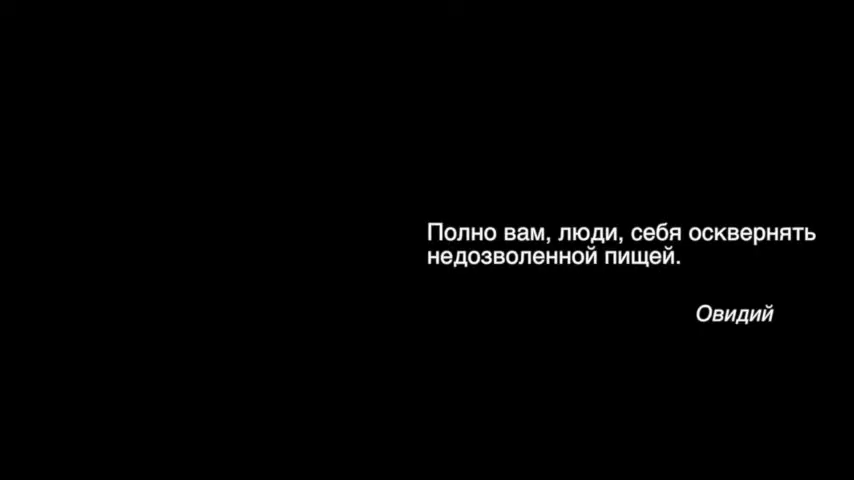 Полно вам, люди, себя осквернять
недозволенной пищей.
Овидий